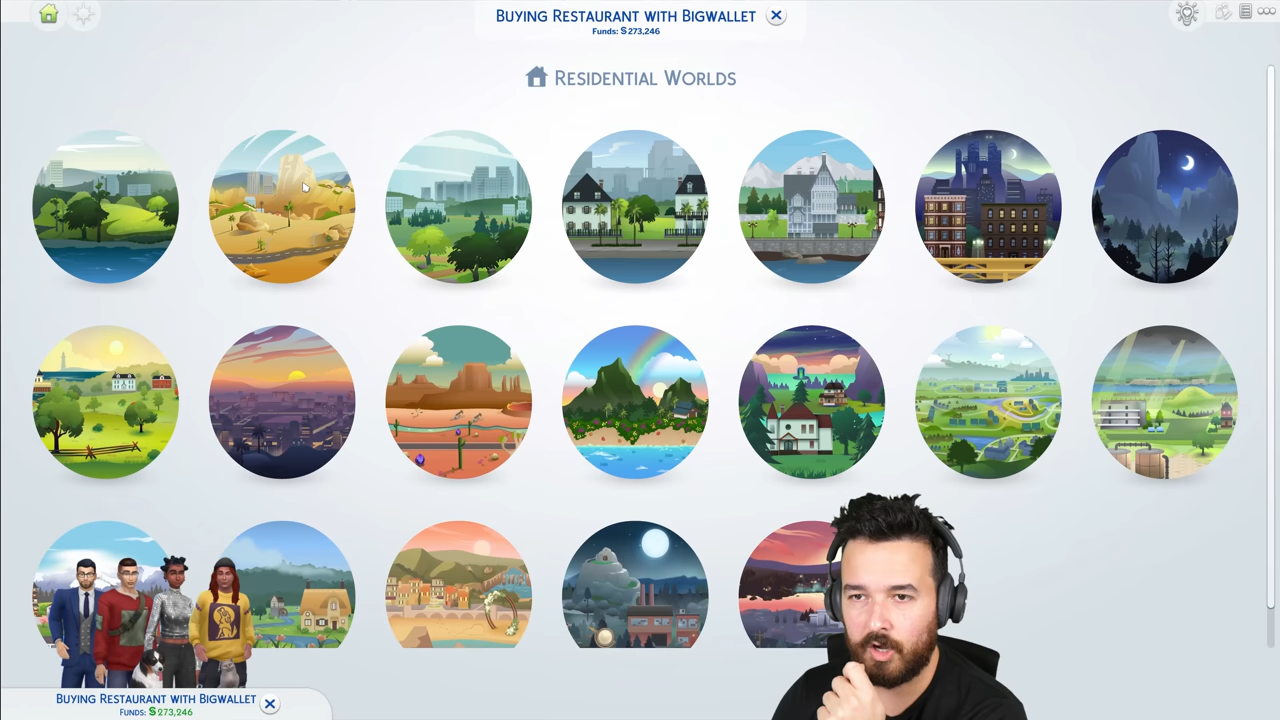 BUYING RESTAURANT WITH BIGWALLET
Funds: §273,246
RESIDENTIAL WORLDS
BUYING RESTAURANT WITH BIGWALLET
FUNDS: §273,246